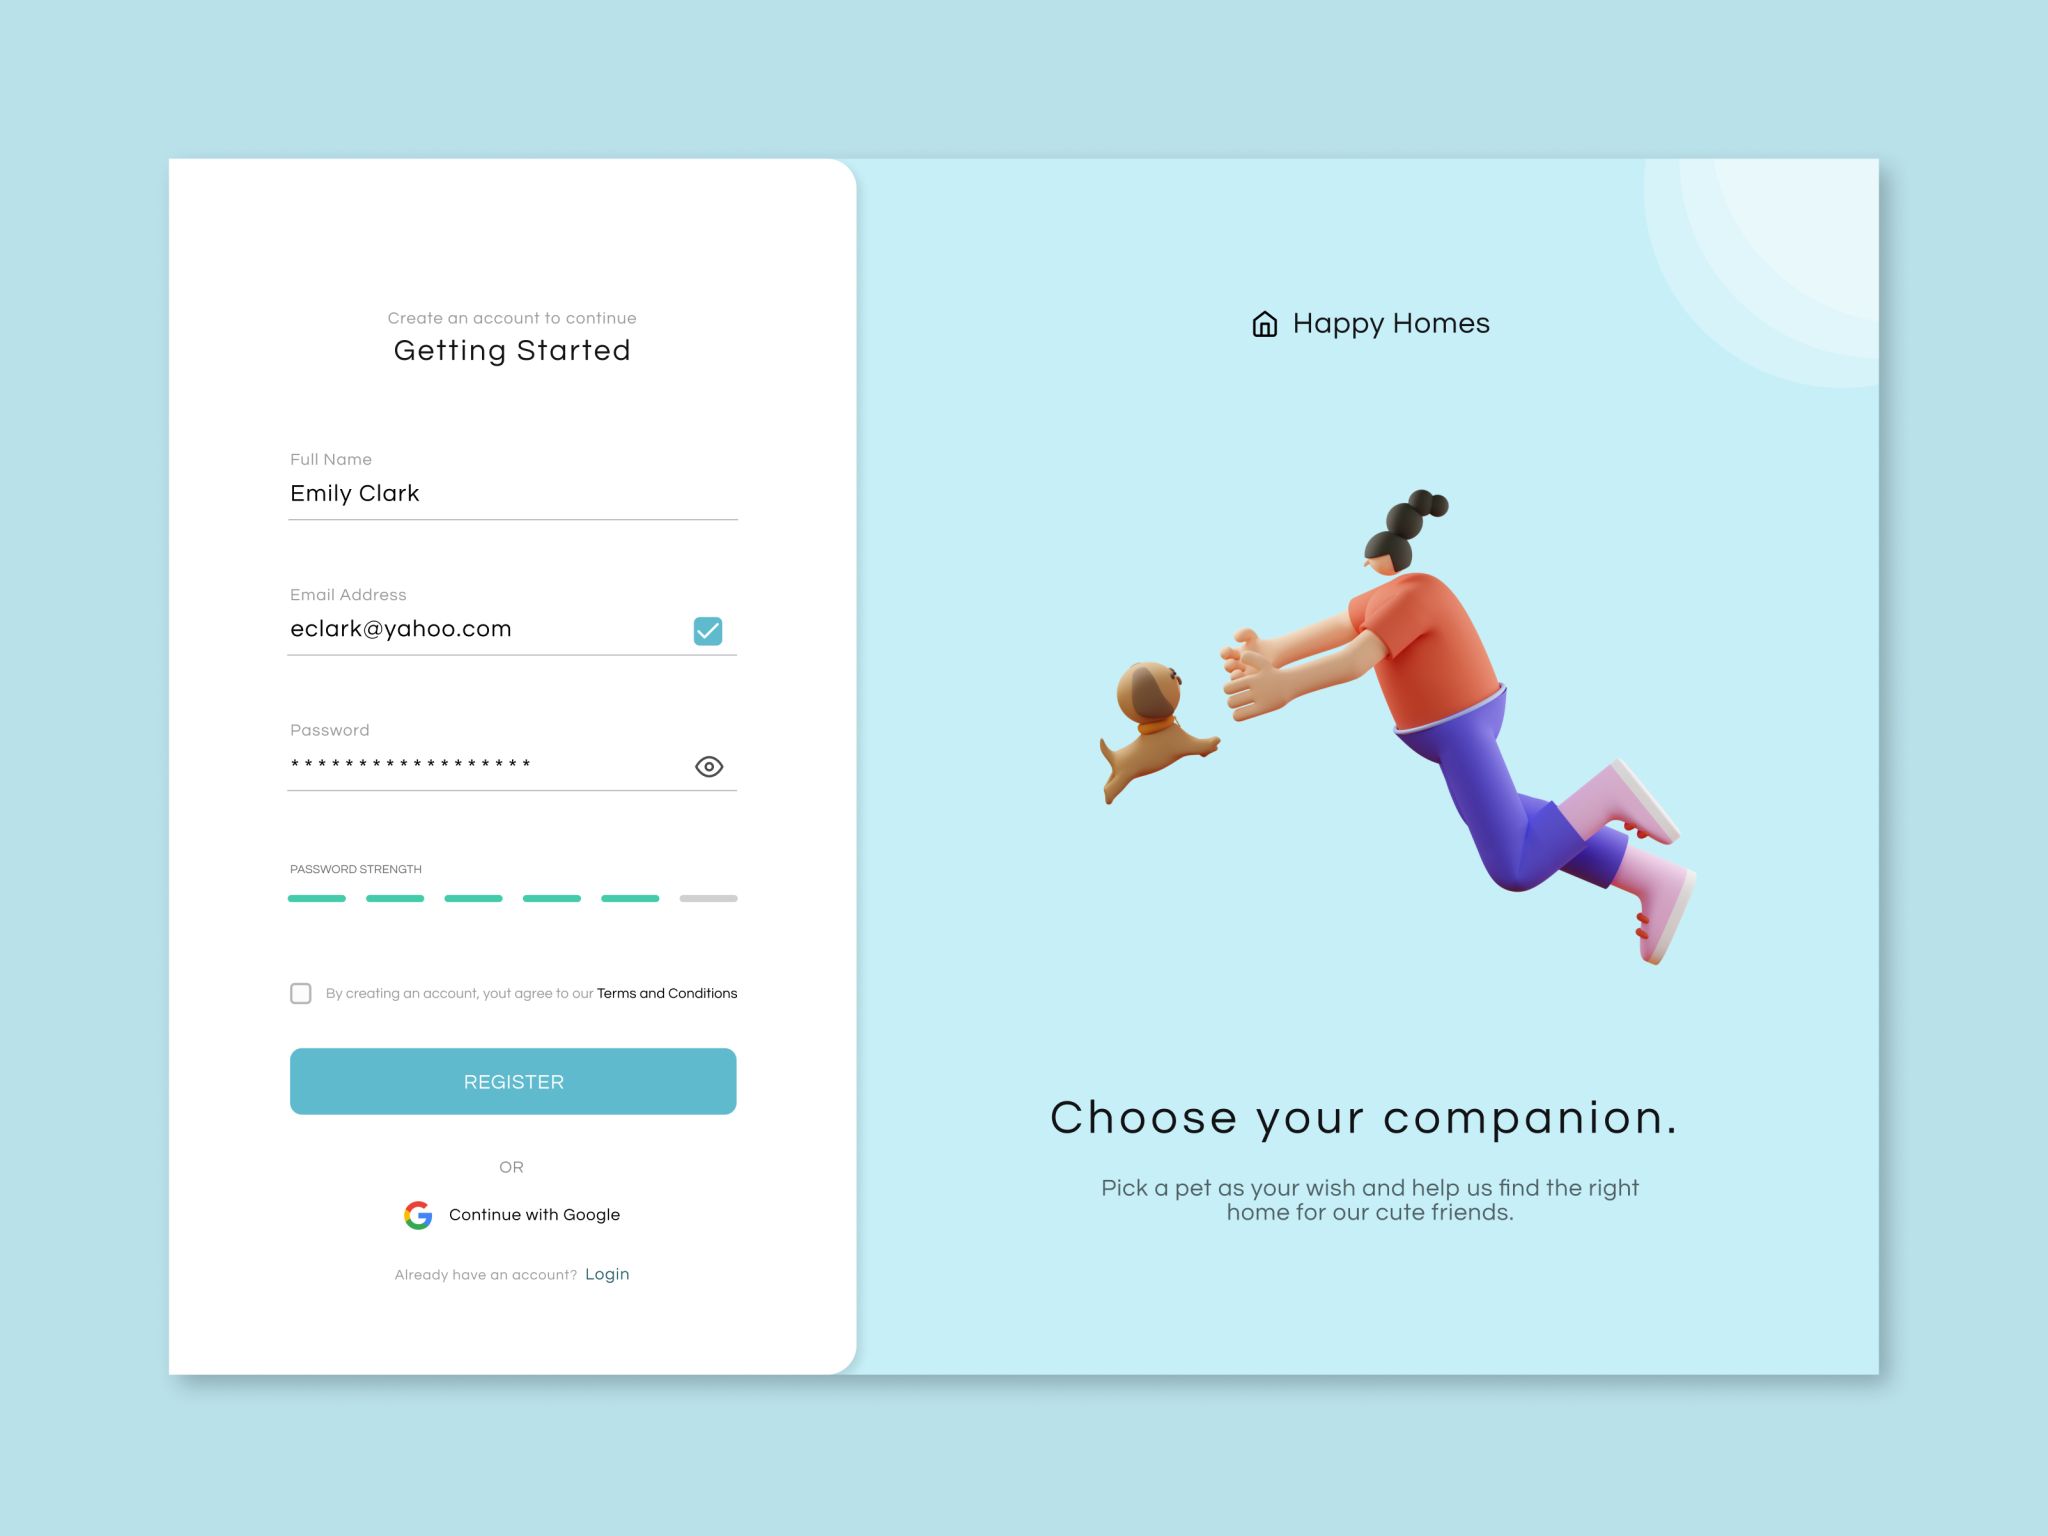 Create an account to continue
Getting Started
Full Name
Emily Clark
Email Address
eclark@yahoo.com
Password
* * * * * * * * * * * * * * * * * *
PASSWORD STRENGTH
By creating an account, yout agree to our Terms and Conditions
REGISTER
OR
Continue with Google
Already have an account? Login
Happy Homes
Choose your companion.
Pick a pet as your wish and help us find the right
home for our cute friends.